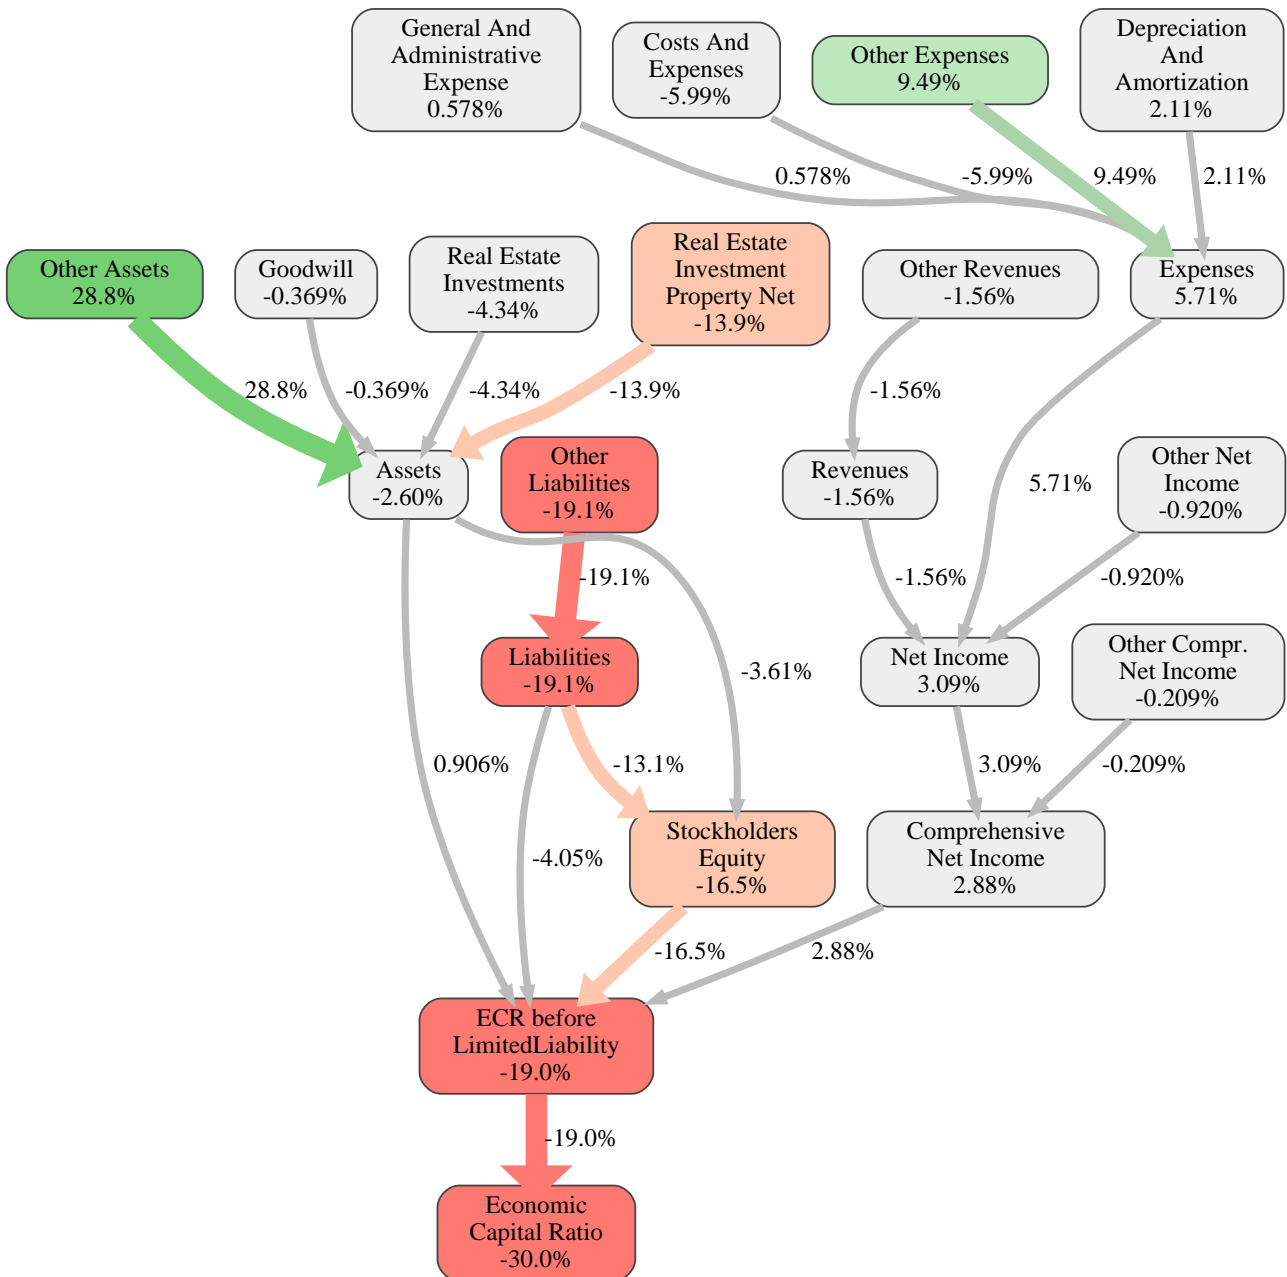 General And
Administrative
Expense
0.578%
Costs And
Expenses
-5.99%
Other Expenses
9.49%
Depreciation
And
Amortization
2.11%
0.578%
-5.99%
9.49%
2.11%
Other Assets
28.8%
Goodwill
-0.369%
Real Estate
Investments
-4.34%
Real Estate
Investment
Property Net
-13.9%
Other Revenues
-1.56%
Expenses
5.71%
28.8%
-0.369%
-4.34%
-13.9%
-1.56%
Assets
-2.60%
Other
Liabilities
-19.1%
Revenues
-1.56%
5.71%
Other Net
Income
-0.920%
-19.1%
-1.56%
-0.920%
Liabilities
-19.1%
-3.61%
Net Income
3.09%
Other Compr.
Net Income
-0.209%
0.906%
-13.1%
3.09%
-0.209%
-4.05%
Stockholders
Equity
-16.5%
Comprehensive
Net Income
2.88%
-16.5%
2.88%
ECR before
LimitedLiability
-19.0%
-19.0%
Economic
Capital Ratio
-30.0%